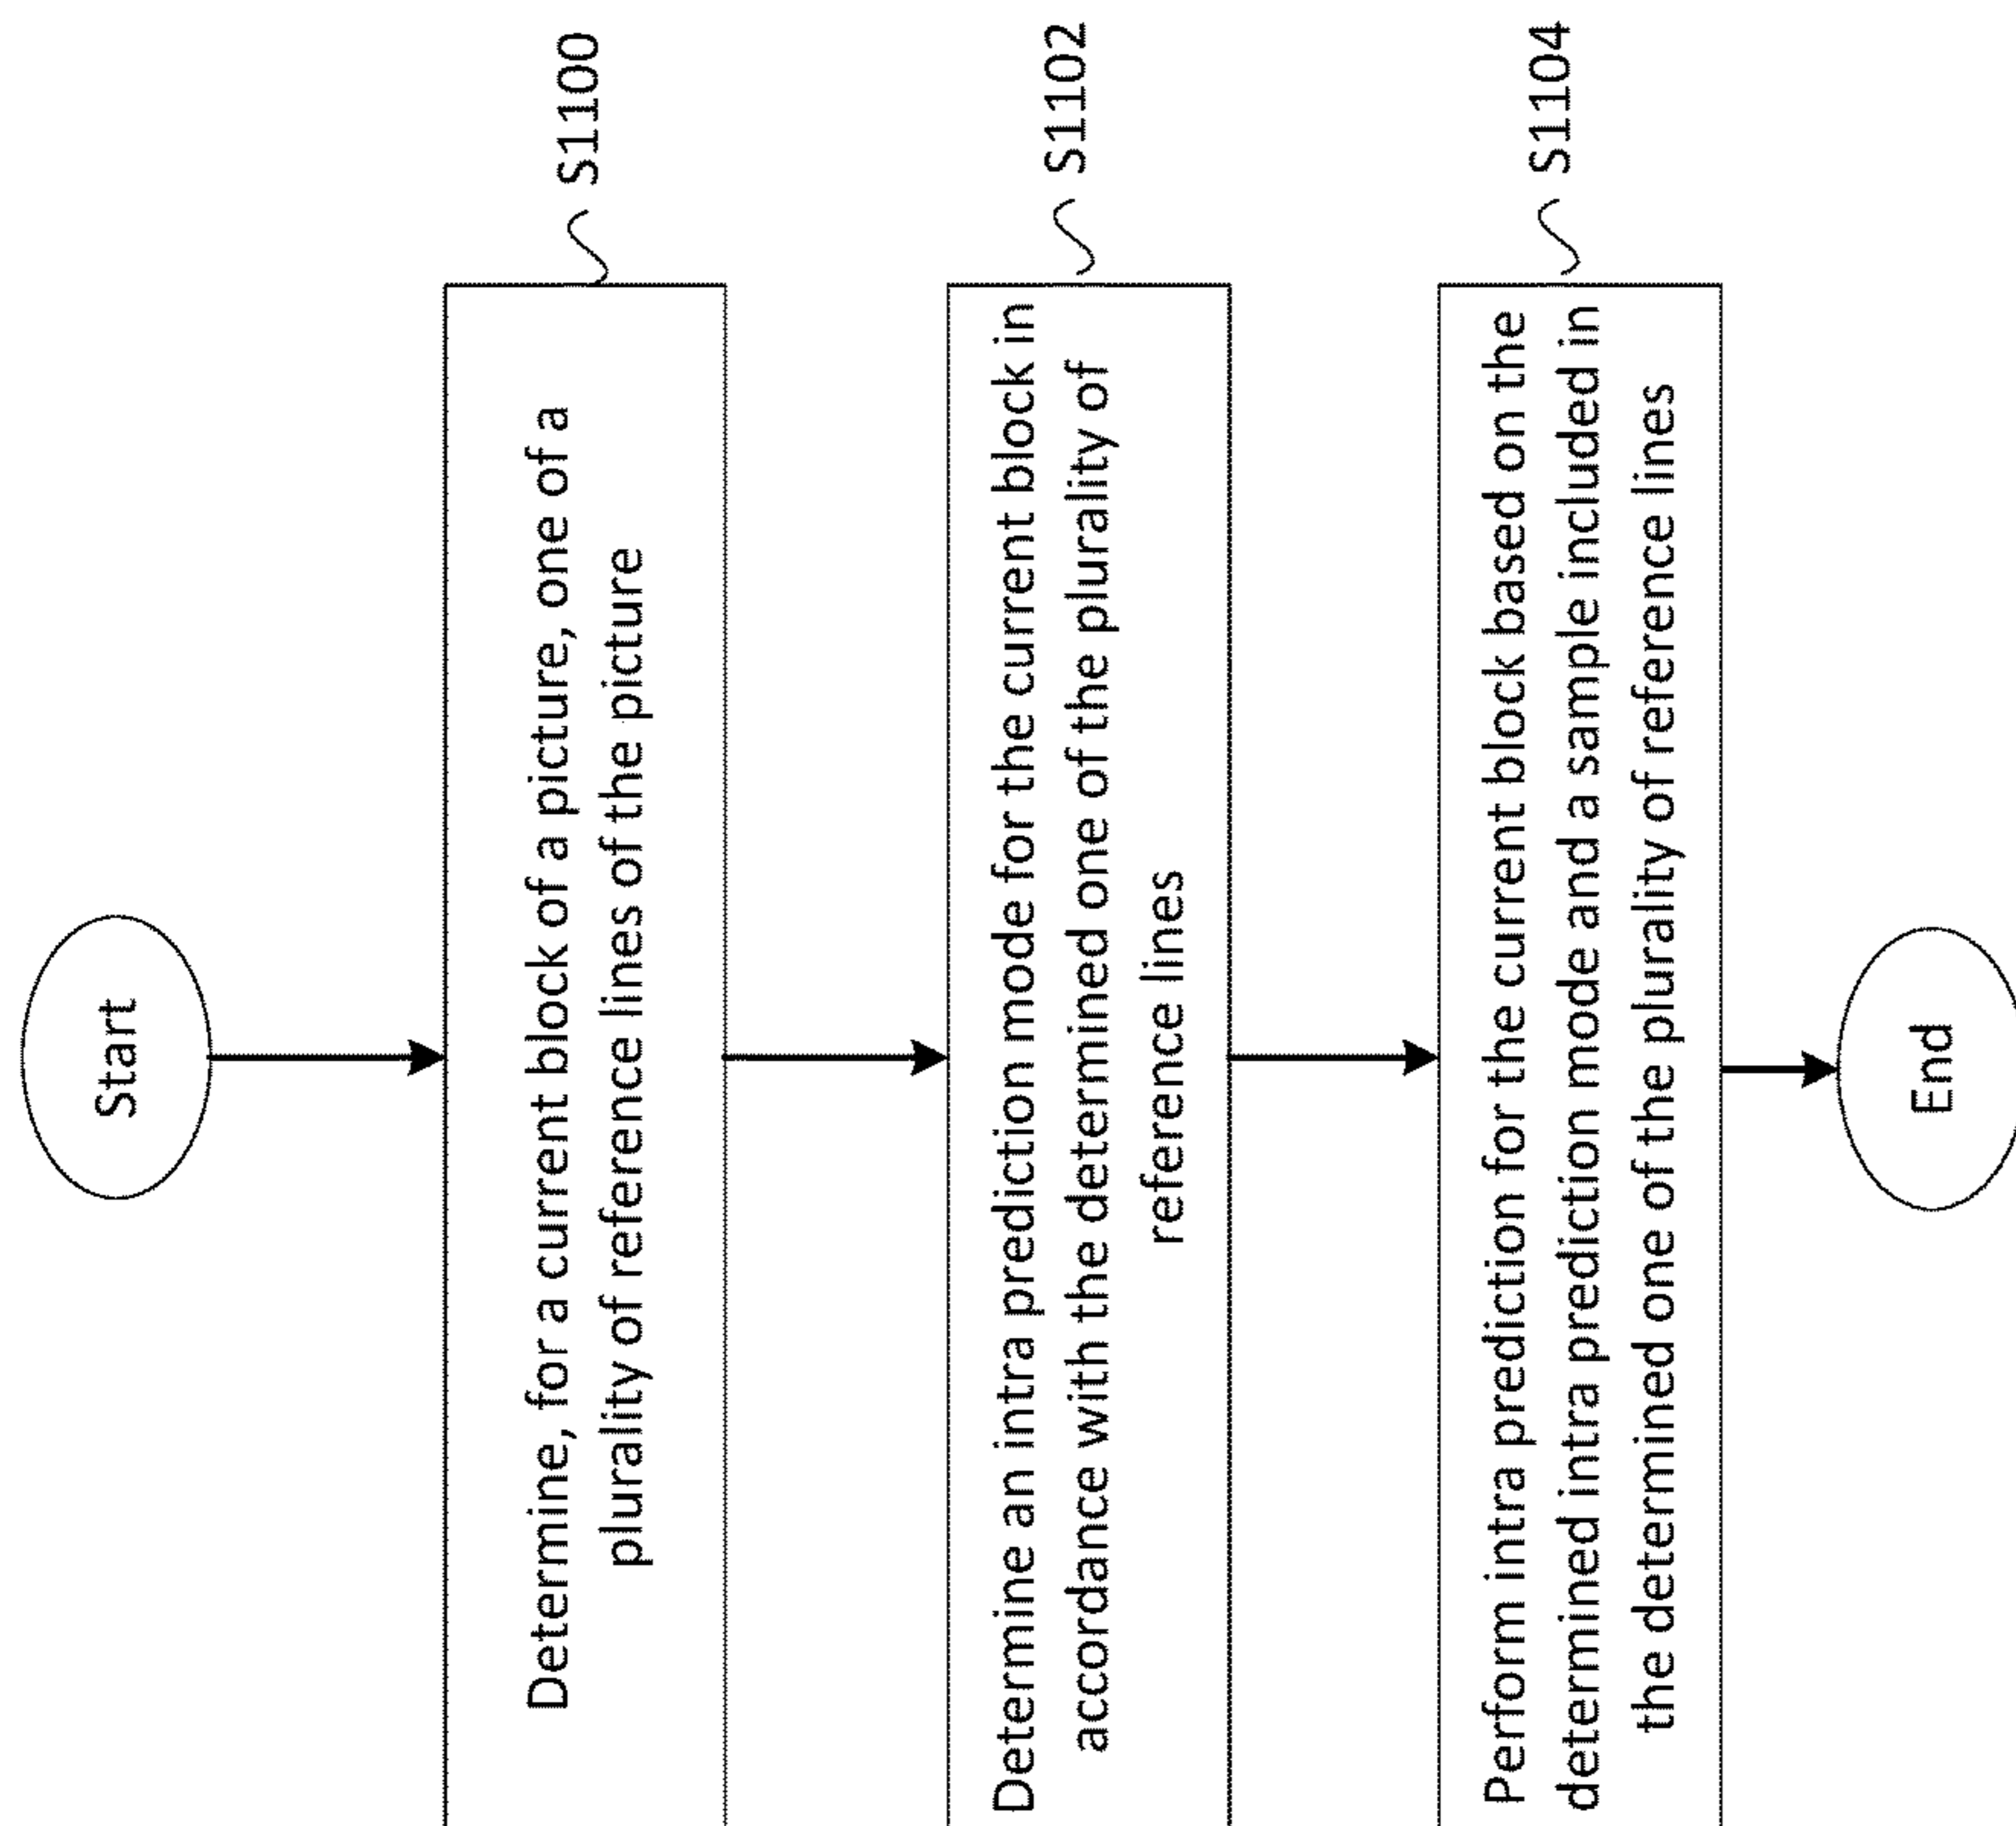 Start
Determine, for a current block of a picture, one of a
plurality of reference lines of the picture
S1100
Determine an intra prediction mode for the current block in
accordance with the determined one of the plurality of
reference lines
S1102
Perform intra prediction for the current block based on the
determined intra prediction mode and a sample included in
the determined one of the plurality of reference lines
S1104
End